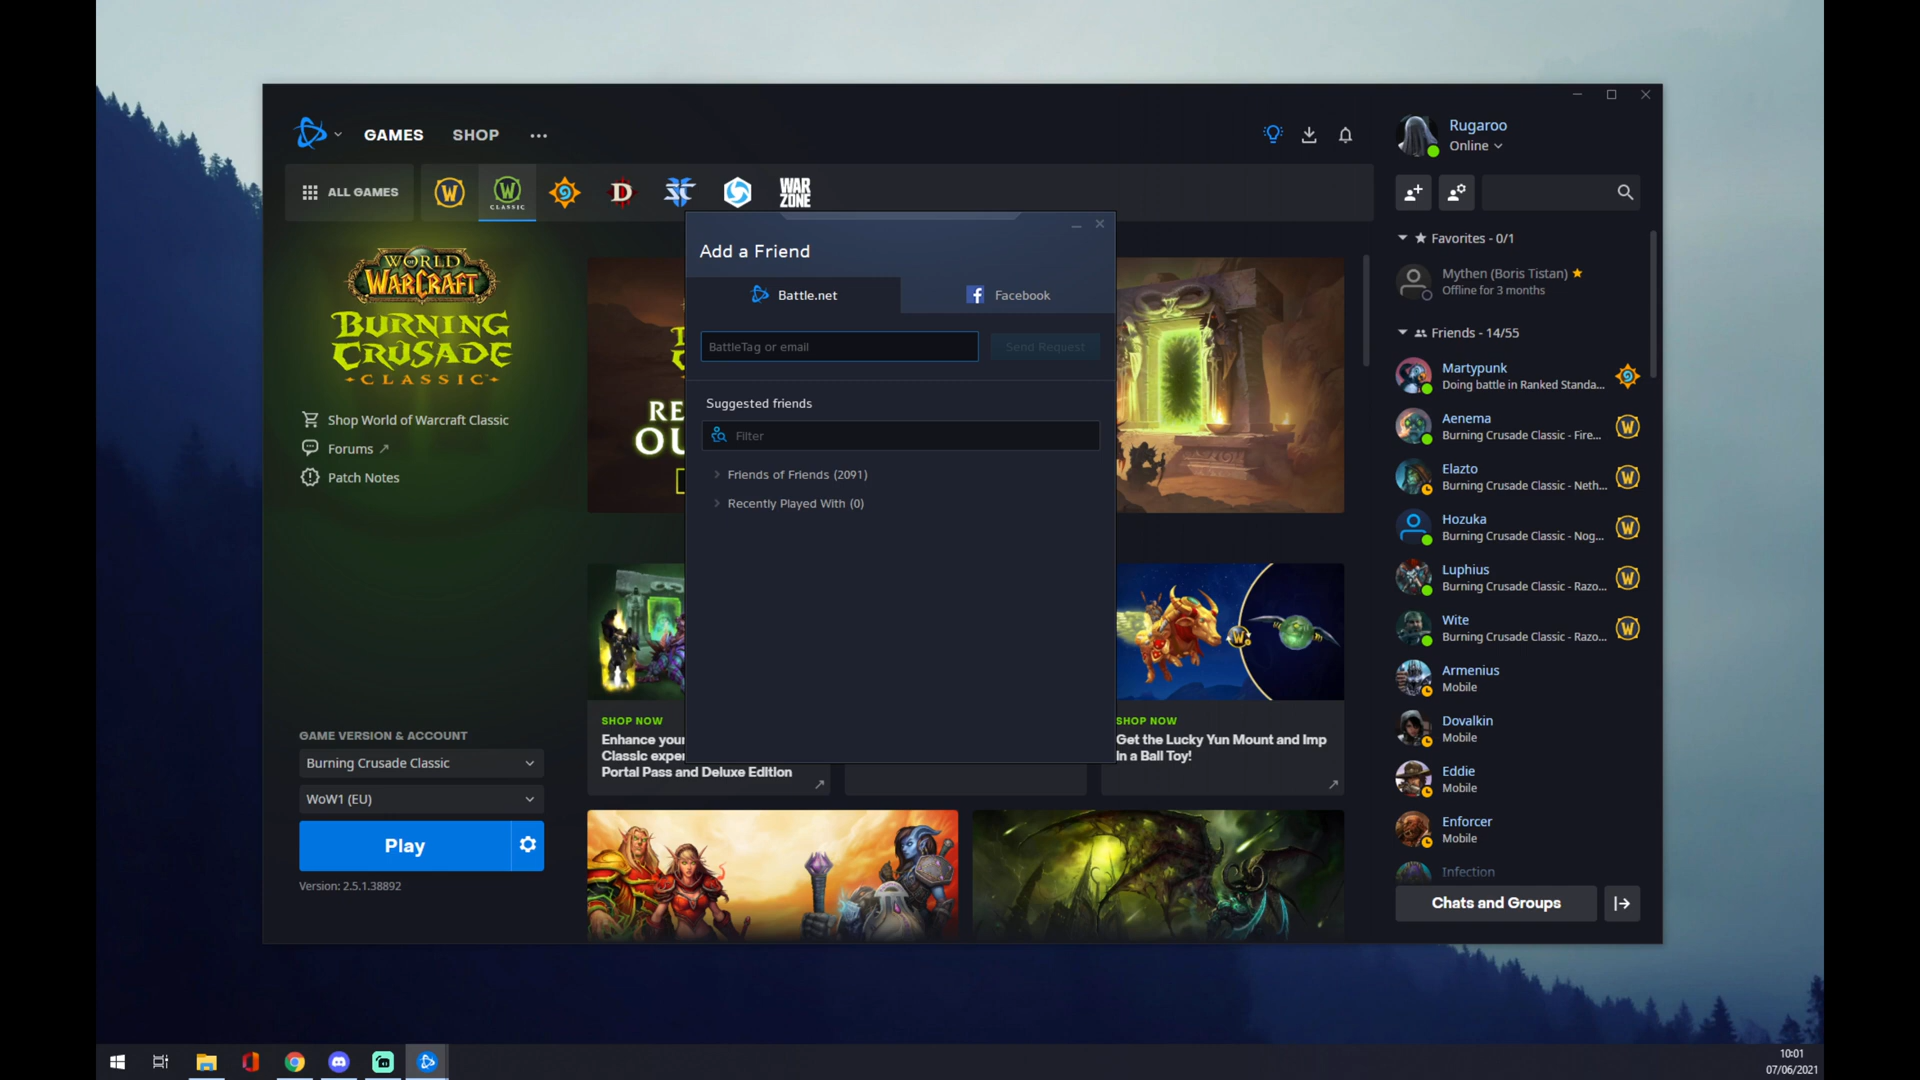 GAMES
SHOP
ALL GAMES
CLASSIC
D
WAR
ZONE
WORLD
WARCRAFT
BURNING
CRUSADE
CLASSIC
Shop World of Warcraft Classic
Forums
Patch Notes
GAME VERSION & ACCOUNT
Burning Crusade Classic
WoW1 (EU)
Play
Version: 2.5.1.38892
Add a Friend
Battle.net
Facebook
BattleTag or email
Send Request
Suggested friends
Filter
Friends of Friends (2091)
Recently Played With (0)
RE
OU
SHOP NOW
Enhance your
Classic exper
Portal Pass and Deluxe Edition
SHOP NOW
Get the Lucky Yun Mount and Imp
in a Ball Toy!
Rugaroo
Online
Favorites - 0/1
Mythen (Boris Tistan)
Offline for 3 months
Friends - 14/55
Martypunk
Doing battle in Ranked Standa...
Aenema
Burning Crusade Classic - Fire...
Elazto
Burning Crusade Classic - Neth...
Hozuka
Burning Crusade Classic - Nog...
Luphius
Burning Crusade Classic - Razo...
Wite
Burning Crusade Classic - Razo...
Armenius
Mobile
Dovalkin
Mobile
Eddie
Mobile
Enforcer
Mobile
Infection
Chats and Groups
10:01
07/06/2021